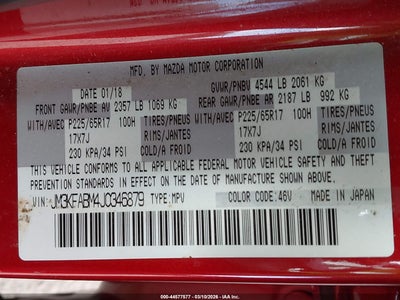 MFD. BY MAZDA MOTOR CORPORATION
DATE 01/18
GVWR/PNBV 4544 LB 2061 KG
FRONT GAWR/PNBE AV 2357 LB 1069 KG
REAR GAWR/PNBE AR 2187 LB 992 KG
WITH/AVEC P225/65R17 100H TIRES/PNEUS
WITH/AVEC P225/65R17 100H TIRES/PNEUS
17X7J RIMS/JANTES
17X7J RIMS/JANTES
230 KPA/34 PSI COLD/A FROID
230 KPA/34 PSI COLD/A FROID
THIS VEHICLE CONFORMS TO ALL APPLICABLE FEDERAL MOTOR VEHICLE SAFETY, BUMPER, AND THEFT PREVENTION
STANDARDS IN EFFECT ON THE DATE OF MANUFACTURE SHOWN ABOVE.
VIN: JM3KFABM4J0346879 TYPE:MPV COLOR CODE: 46V MADE IN JAPAN
000-44577577 - 03/10/2026 - IAA Inc.